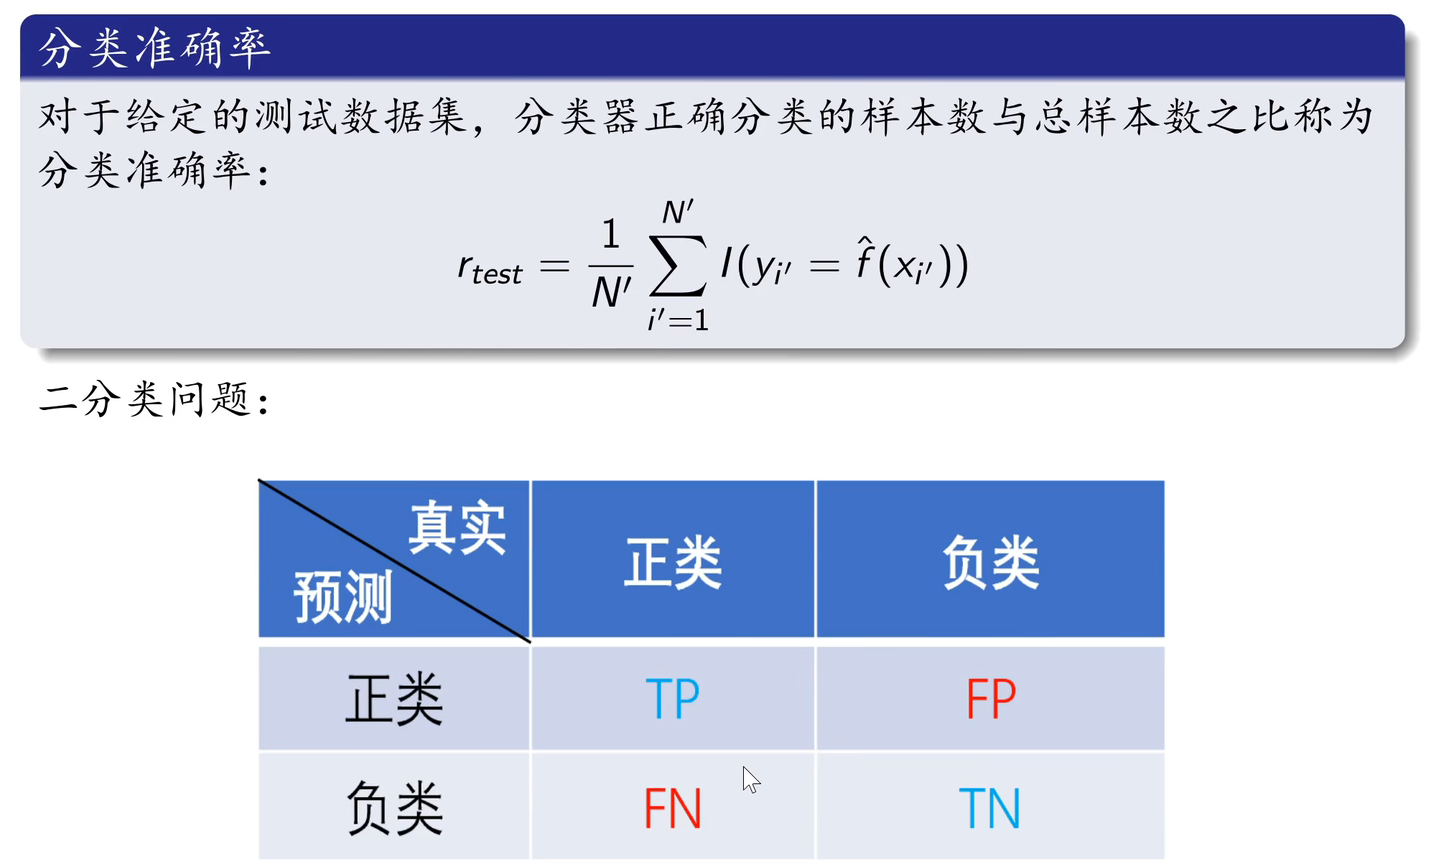 分类准确率
对于给定的测试数据集，分类器正确分类的样本数与总样本数之比称为
分类准确率：
r_{test} = \frac{1}{N'} \sum_{i'=1}^{N'} I(y_{i'} = \hat{f}(x_{i'}))
二分类问题：
真实 预测 正类 负类
正类 TP FP
负类 FN TN